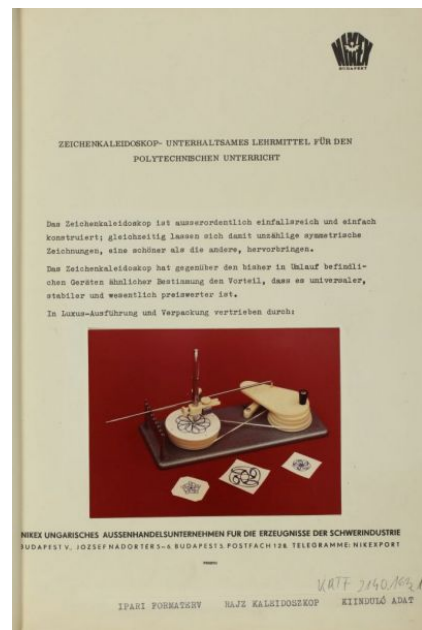 NIKEX
BUDAPEST
ZEICHENKALEIDOSKOP- UNTERHALTSAMES LEHRMITTEL FÜR DEN
POLYTECHNISCHEN UNTERRICHT
Das Zeichenkaleidoskop ist ausserordentlich einfallsreich und einfach
konstruiert; gleichzeitig lassen sich damit unzählige symmetrische
Zeichnungen, eine schöner als die andere, hervorbringen.
Das Zeichenkaleidoskop hat gegenüber den bisher in Umlauf befindli-
chen Geräten ähnlicher Bestimmung den Vorteil, dass es universaler,
stabiler und wesentlich preiswerter ist.
In Luxus-Ausführung und Verpackung vertrieben durch:
NIKEX UNGARISCHES AUSSENHANDELSUNTERNEHMEN FUR DIE ERZEUGNISSE DER SCHWERINDUSTRIE
BUDAPEST V, JOZSEF NADOR TER 5–6 BUDAPEST 5, POSTFACH 128, TELEGRAMME: NIKEXPORT
IPARI FORMATERV RAJZ KALEIDOSZKOP KIINDULÓ ADAT